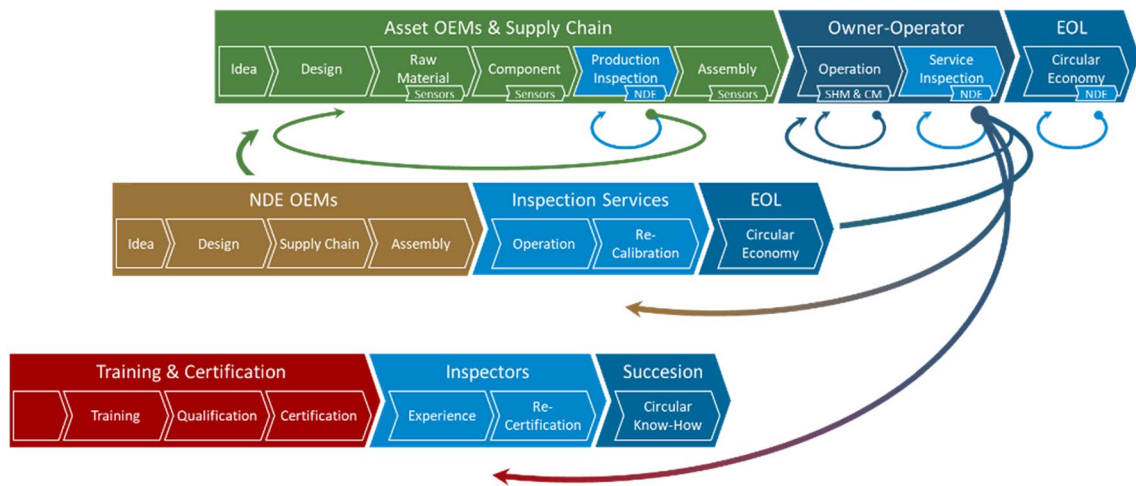 Asset OEMs & Supply Chain
Owner-Operator
EOL
Idea
Design
Raw
Material
Sensors
Component
Sensors
Production
Inspection
NDE
Assembly
Sensors
Operation
SHM & CM
Service
Inspection
NDE
Circular
Economy
NDE
NDE OEMs
Inspection Services
EOL
Idea
Design
Supply Chain
Assembly
Operation
Re-
Calibration
Circular
Economy
Training & Certification
Inspectors
Succesion
Training
Qualification
Certification
Experience
Re-
Certification
Circular
Know-How